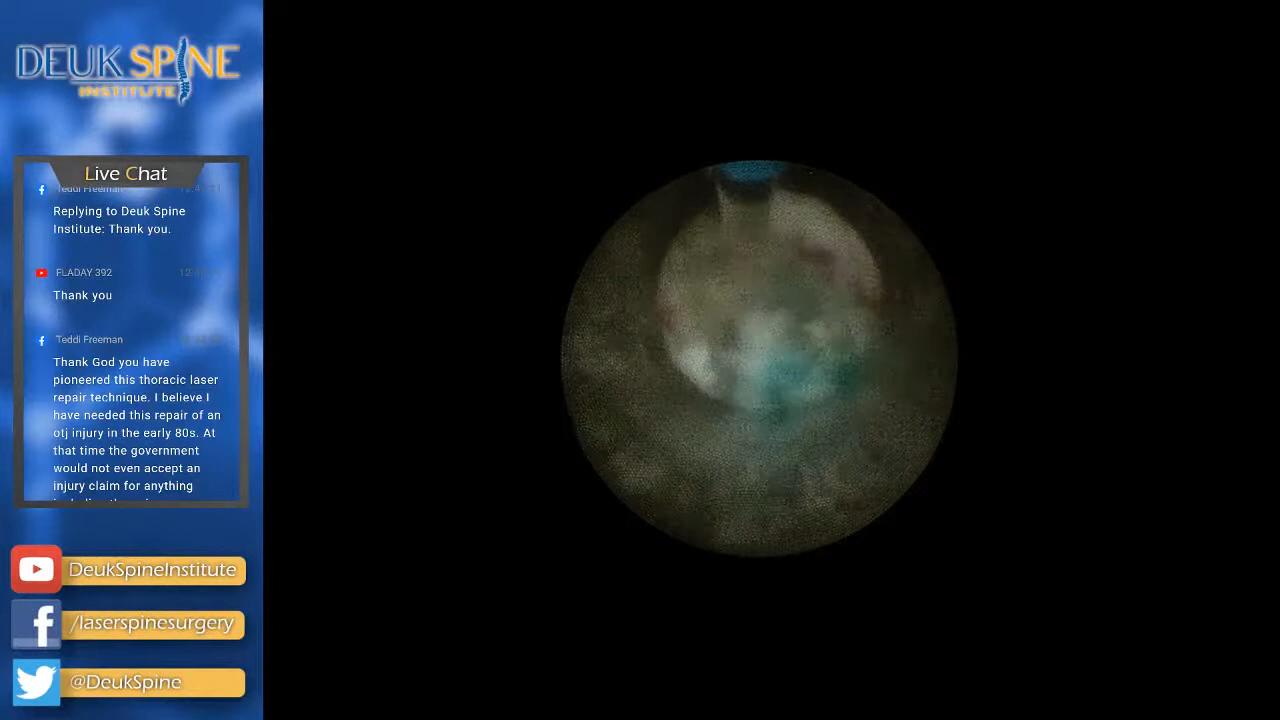 DEUK SPINE
INSTITUTE
Live Chat
Teddi Freeman
Replying to Deuk Spine
Institute: Thank you.
FLADAY 392
Thank you
Teddi Freeman
Thank God you have
pioneered this thoracic laser
repair technique. I believe I
have needed this repair of an
otj injury in the early 80s. At
that time the government
would not even accept an
injury claim for anything
DeukSpineInstitute
/laserspinesurgery
@DeukSpine